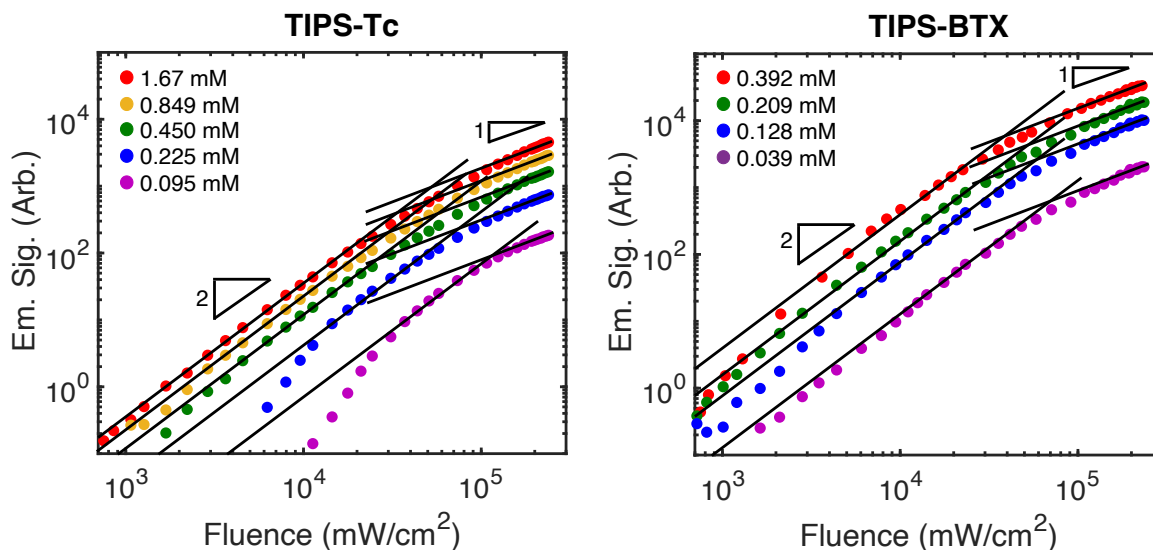 TIPS-Tc
Em. Sig. (Arb.)
10^4
10^2
10^0
1.67 mM
0.849 mM
0.450 mM
0.225 mM
0.095 mM
1
2
10^3
10^4
10^5
Fluence (mW/cm^2)
TIPS-BTX
Em. Sig. (Arb.)
10^4
10^2
10^0
0.392 mM
0.209 mM
0.128 mM
0.039 mM
1
2
10^3
10^4
10^5
Fluence (mW/cm^2)